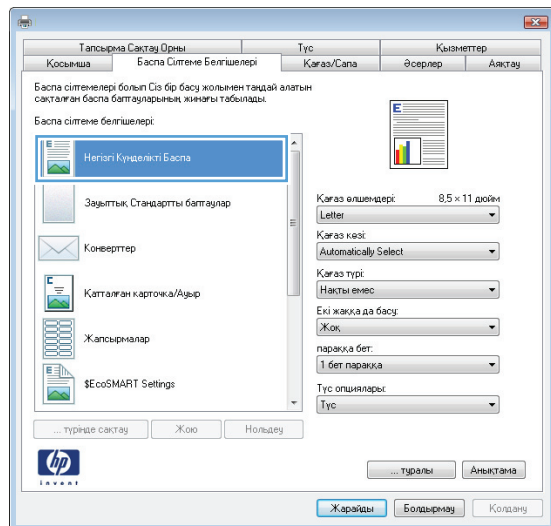 Тапсырма Сақтау Орны Түс Қызметтер
Қосымша Баспа Сілтеме Белгішелері Қағаз/Сапа Әсерлер Аяқтау
Баспа сілтемелері болып Сіз бір басу жолымен таңдай алатын
сақталған баспа баптауларының жинағы табылады.
Баспа сілтеме белгішелері:
Негізгі Күнделікті Баспа
Зауыттық Стандартты баптаулар
Конверттер
Қатталған карточка/Ауыр
Жапсырмалар
$EcoSMART Settings
... түрінде сақтау Жою Нольдеу
Қағаз өлшемдері: 8,5 × 11 дюйм
Letter
Қағаз көзі:
Automatically Select
Қағаз түрі:
Нақты емес
Екі жаққа да басу:
Жоқ
параққа бет:
1 бет параққа
Түс опциялары:
Түс
hp
invent
... туралы Анықтама
Жарайды Болдырмау Қолдану